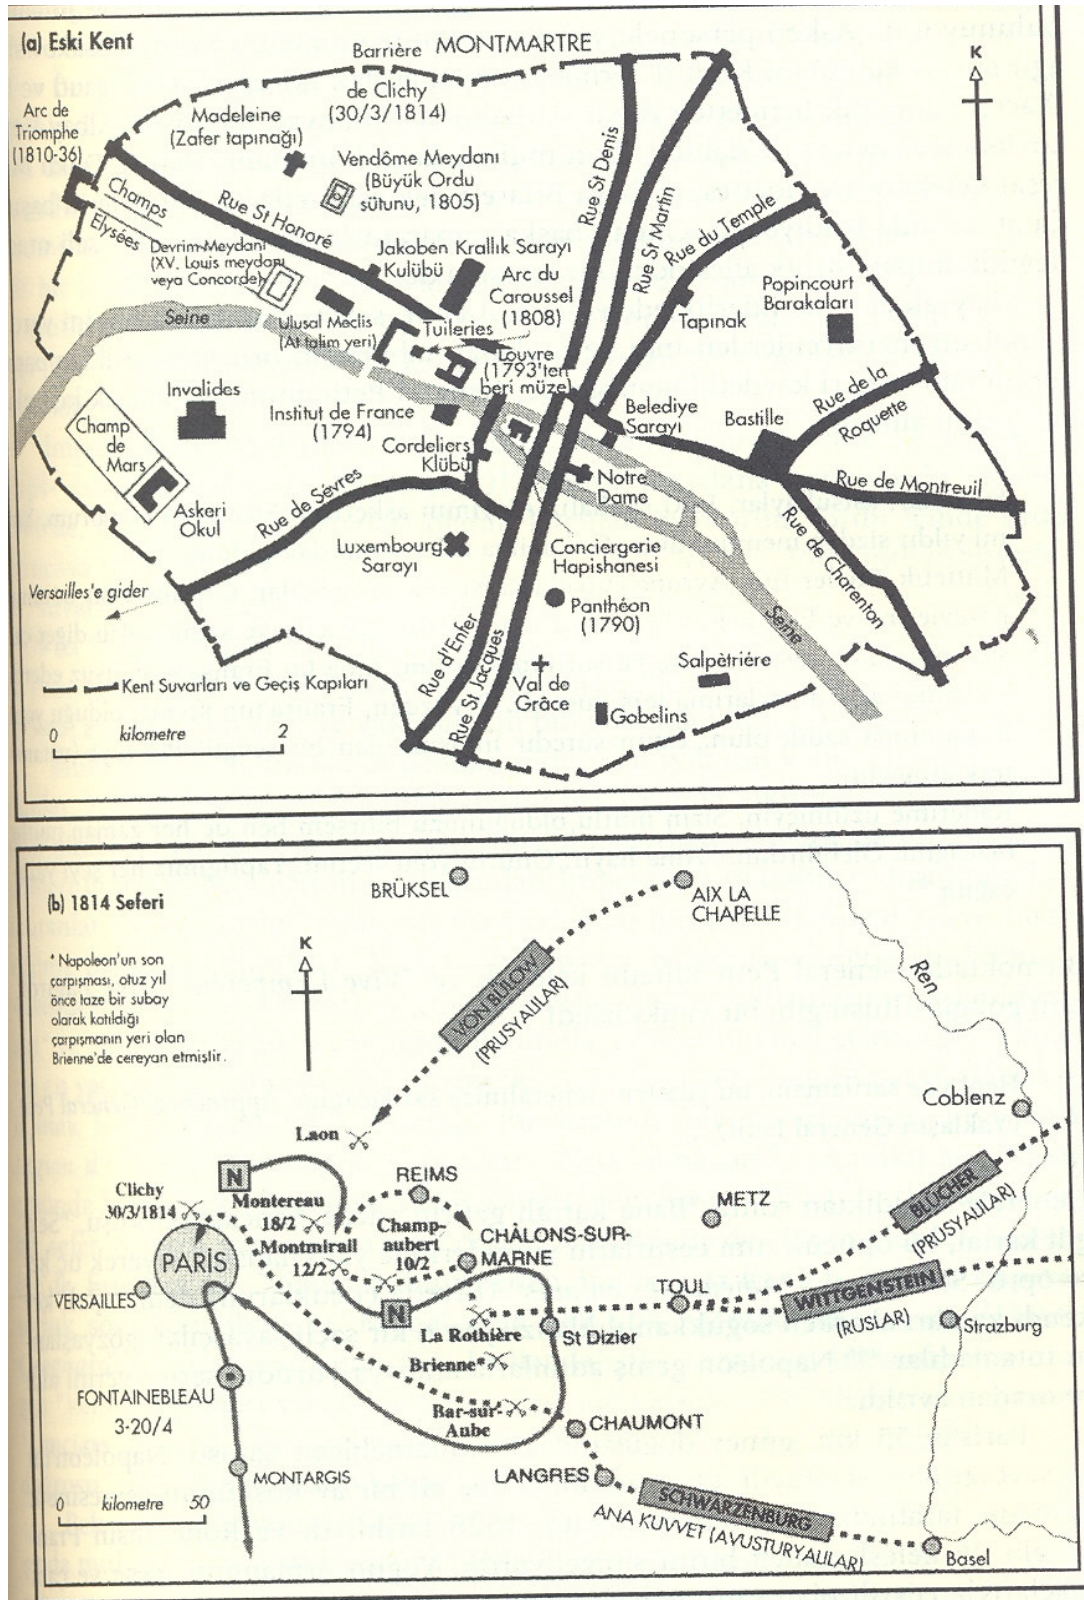 (a) Eski Kent
Barrière
de Clichy
(30/3/1814)
MONTMARTRE
K
Arc de
Triomphe
(1810-36)
Madeleine
(Zafer tapınağı)
Vendôme Meydanı
(Büyük Ordu
sütunu, 1805)
Champs
Elysées
Rue St Honoré
Rue St Denis
Rue St Martin
Rue du Temple
Devrim Meydanı
(XV. Louis meydanı
veya Concorde)
Jakoben
Kulübü
Krallık Sarayı
Arc du
Caroussel
(1808)
Popincourt
Barakaları
Tapınak
Seine
Ulusal Meclis
(At talim yeri)
Tuileries
Louvre
(1793'ten
beri müze)
Invalides
Institut de France
(1794)
Belediye
Sarayı
Bastille
Rue de la
Roquette
Champ
de
Mars
Cordeliers
Klübü
Notre
Dame
Rue de Montreuil
Askeri
Okul
Rue de Sèvres
Luxembourg
Sarayı
Conciergerie
Hapishanesi
Rue de Charenton
Versailles'e gider
Panthéon
(1790)
Seine
Rue d'Enfer
Rue St Jacques
Salpètriére
Kent Suvarları ve Geçiş Kapıları
Val de
Grâce
Gobelins
0 kilometre 2
(b) 1814 Seferi
BRÜKSEL
AIX LA
CHAPELLE
K
* Napoleon'un son
çarpışması, otuz yıl
önce taze bir subay
olarak katıldığı
çarpışmanın yeri olan
Brienne'de cereyan etmiştir.
VON BÜLOW
(PRUSYALILAR)
Ren
Coblenz
Laon
N
REIMS
METZ
BLÜCHER
(PRUSYALILAR)
Clichy
30/3/1814
Montereau
18/2
Montmirail
12/2
Champ-
aubert
10/2
CHÂLONS-SUR-
MARNE
PARİS
VERSAILLES
N
TOUL
WITTGENSTEIN
(RUSLAR)
La Rothière
St Dizier
Strazburg
Brienne*
FONTAINEBLEAU
3-20/4
Bar-sur-
Aube
CHAUMONT
LANGRES
MONTARGIS
SCHWARZENBURG
ANA KUVVET (AVUSTURYALILAR)
Basel
0 kilometre 50